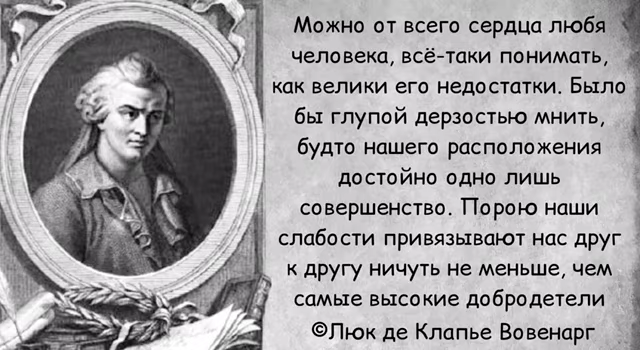 Можно от всего сердца любя
человека, всё-таки понимать,
как велики его недостатки. Было
бы глупой дерзостью мнить,
будто нашего расположения
достойно одно лишь
совершенство. Порою наши
слабости привязывают нас друг
к другу ничуть не меньше, чем
самые высокие добродетели
©Люк де Клапье Вовенарг